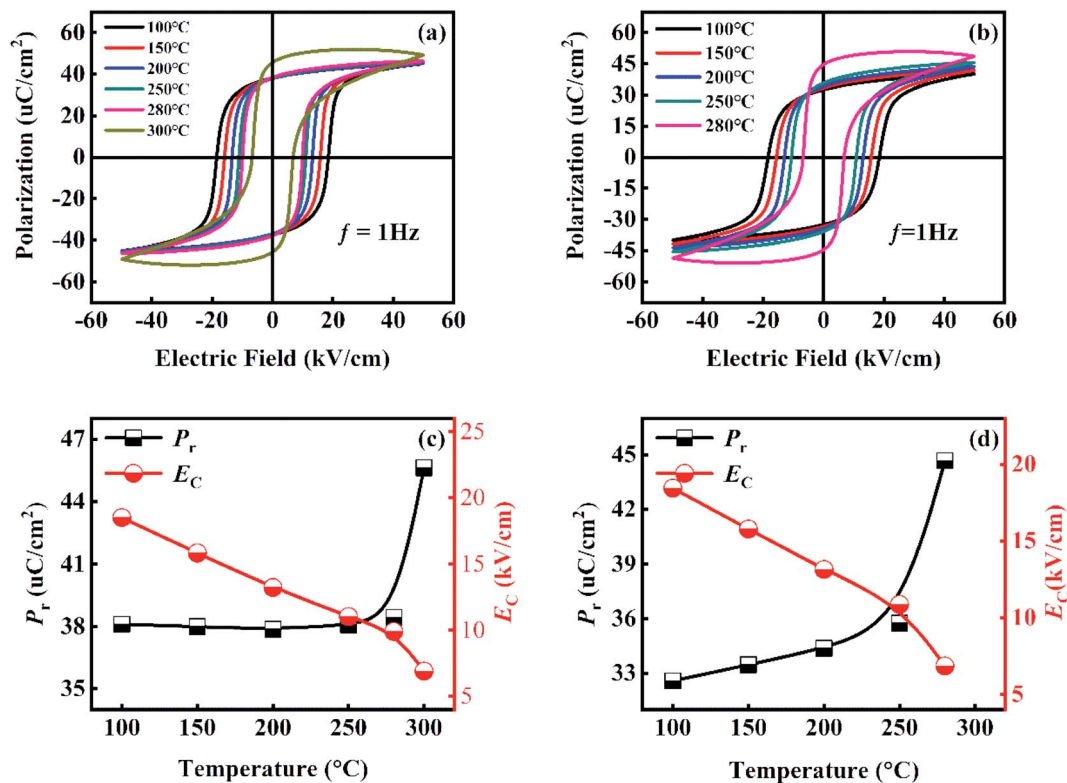 (a)
100°C
150°C
200°C
250°C
280°C
300°C
f = 1Hz
60
40
20
0
-20
-40
-60
-60 -40 -20 0 20 40 60
Polarization (uC/cm²)
Electric Field (kV/cm)
(b)
100°C
150°C
200°C
250°C
280°C
f=1Hz
60
45
30
15
0
-15
-30
-45
-60
-60 -40 -20 0 20 40 60
Polarization (uC/cm²)
Electric Field (kV/cm)
(c)
Pr
EC
47
44
41
38
35
25
20
15
10
5
100 150 200 250 300
Pr (uC/cm²)
EC (kV/cm)
Temperature (°C)
(d)
Pr
EC
45
42
39
36
33
20
15
10
5
100 150 200 250 300
Pr (uC/cm²)
EC(kV/cm)
Temperature (°C)